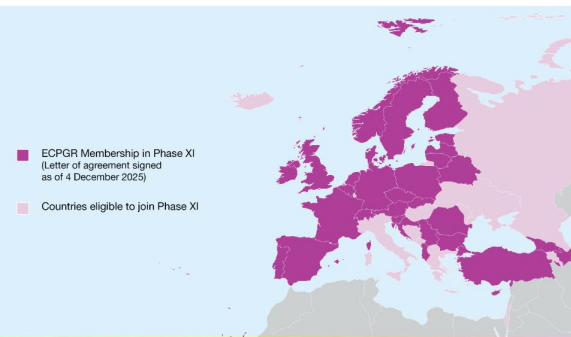 ECPGR Membership in Phase XI
(Letter of agreement signed
as of 4 December 2025)
Countries eligible to join Phase XI